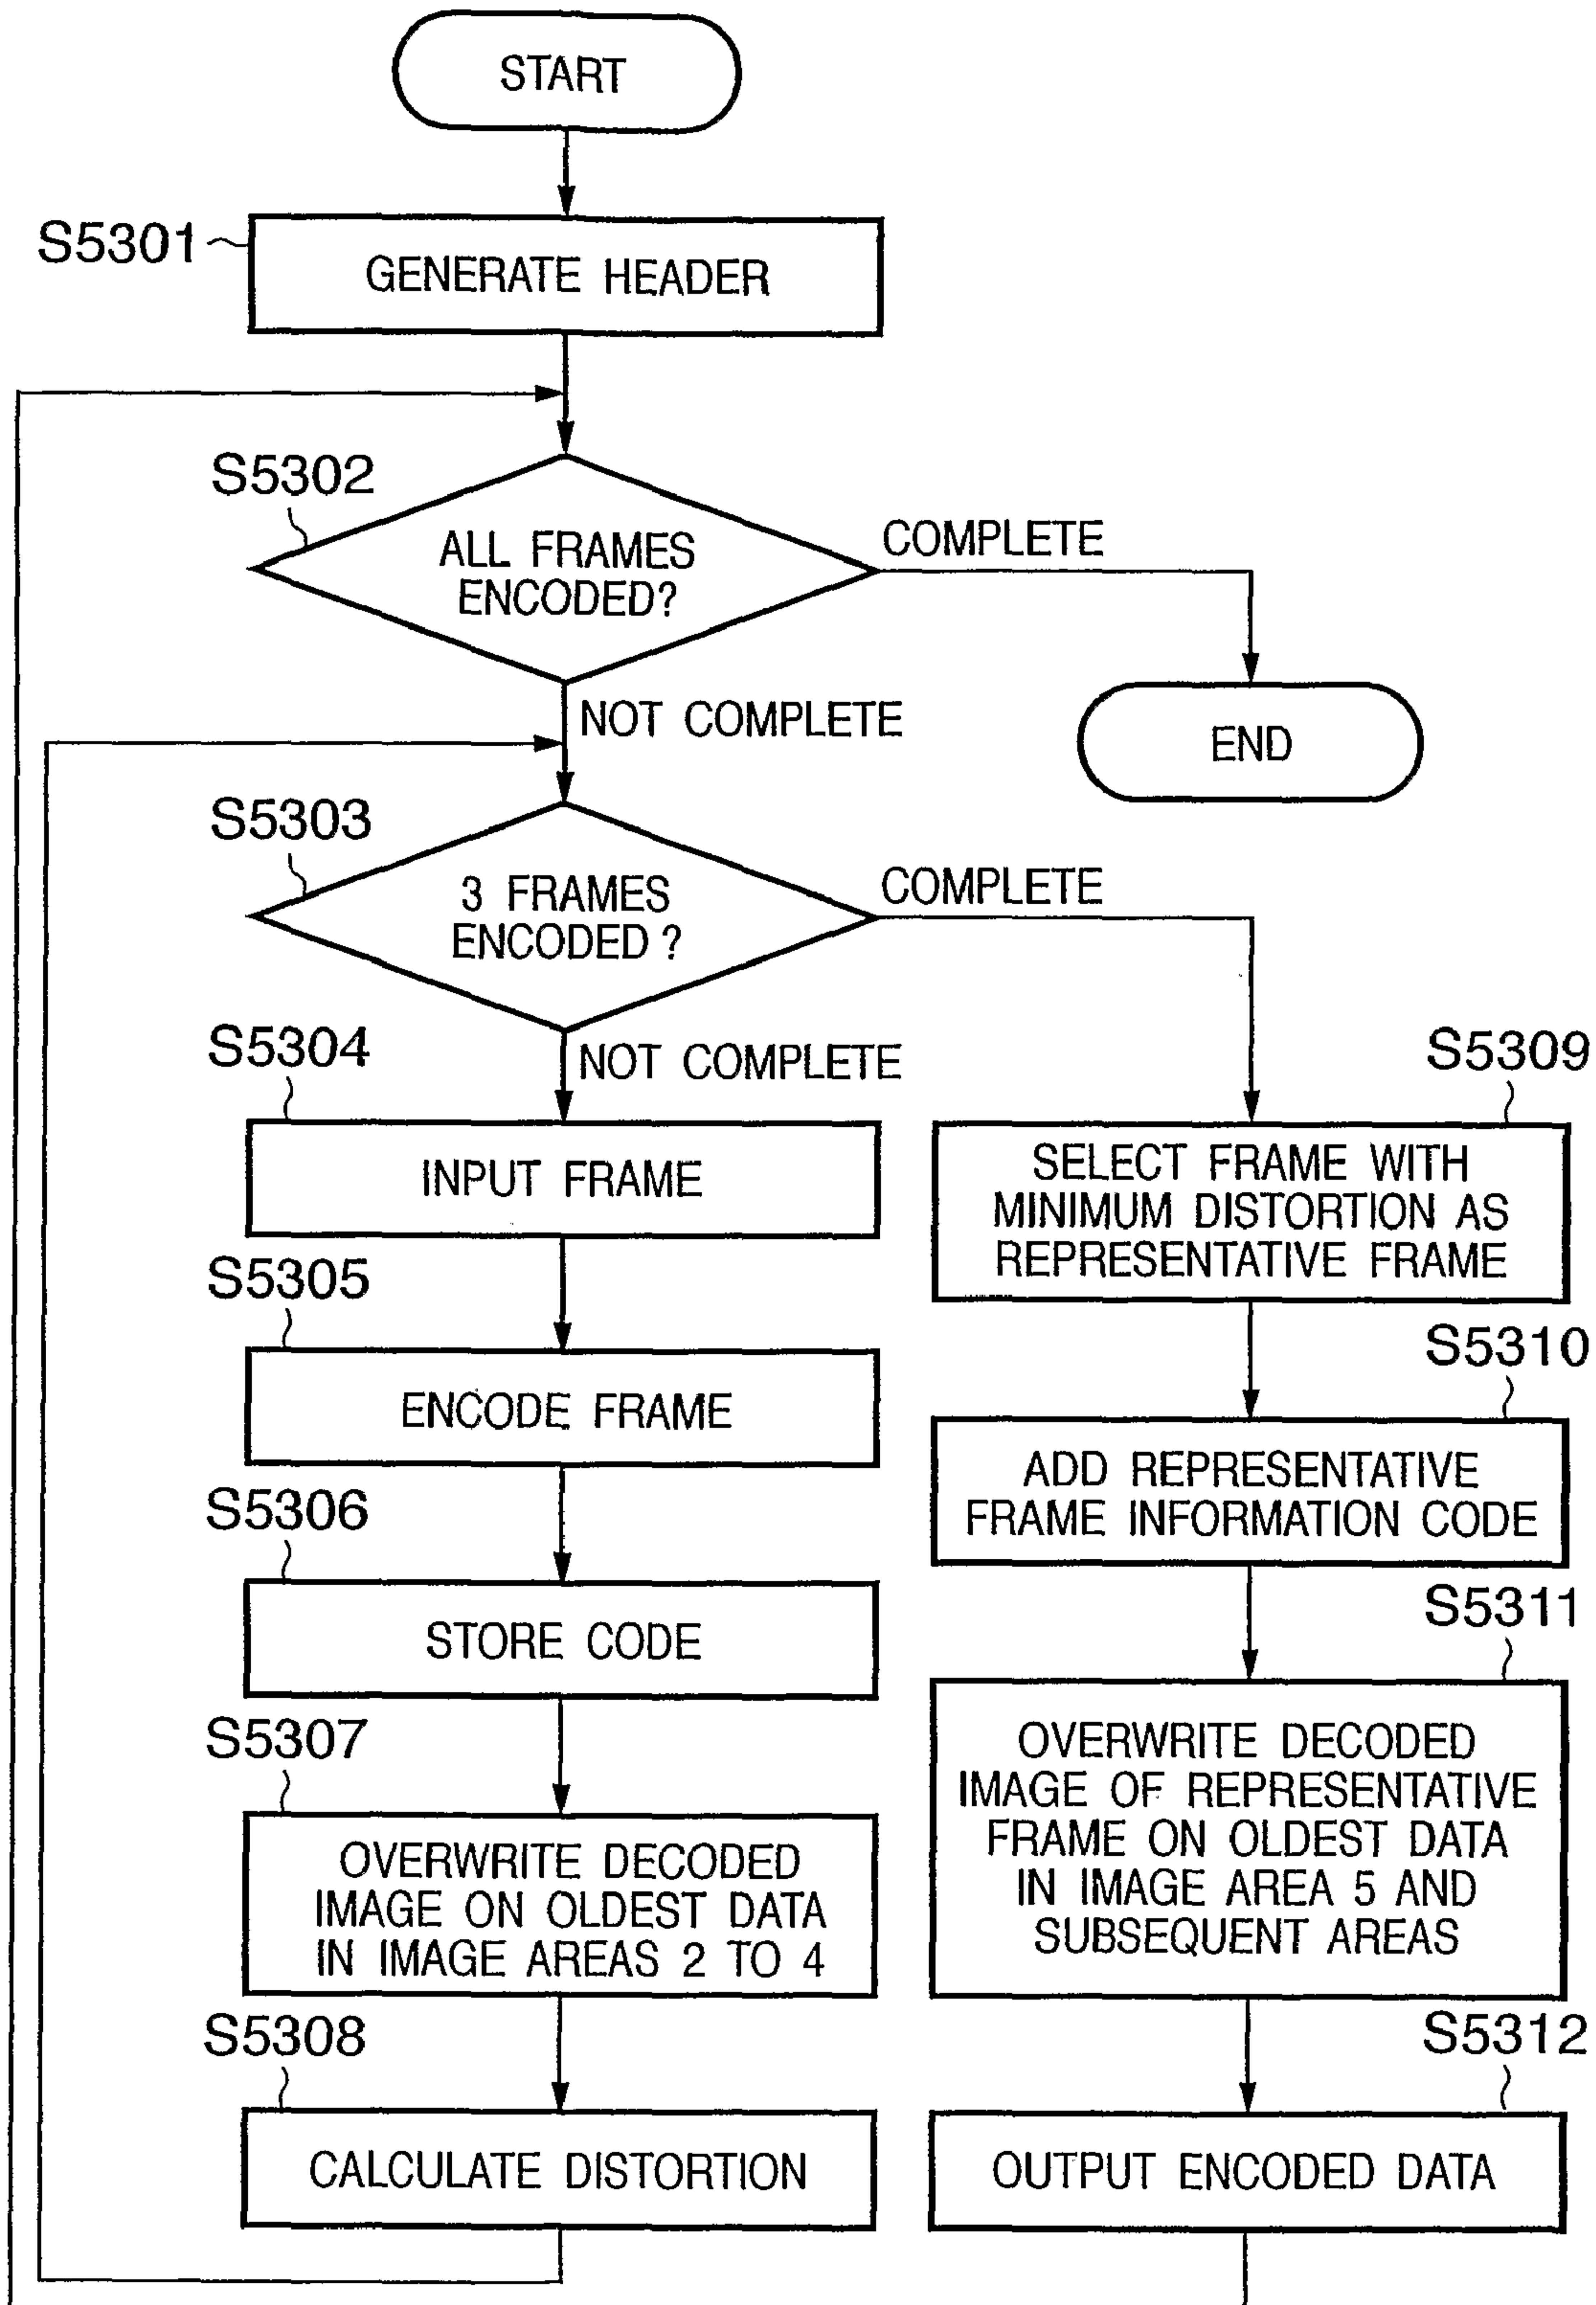 START
S5301
GENERATE HEADER
S5302
ALL FRAMES
ENCODED?
COMPLETE
NOT COMPLETE
END
S5303
3 FRAMES
ENCODED ?
COMPLETE
NOT COMPLETE
S5304
INPUT FRAME
S5305
ENCODE FRAME
S5306
STORE CODE
S5307
OVERWRITE DECODED
IMAGE ON OLDEST DATA
IN IMAGE AREAS 2 TO 4
S5308
CALCULATE DISTORTION
S5309
SELECT FRAME WITH
MINIMUM DISTORTION AS
REPRESENTATIVE FRAME
S5310
ADD REPRESENTATIVE
FRAME INFORMATION CODE
S5311
OVERWRITE DECODED
IMAGE OF REPRESENTATIVE
FRAME ON OLDEST DATA
IN IMAGE AREA 5 AND
SUBSEQUENT AREAS
S5312
OUTPUT ENCODED DATA